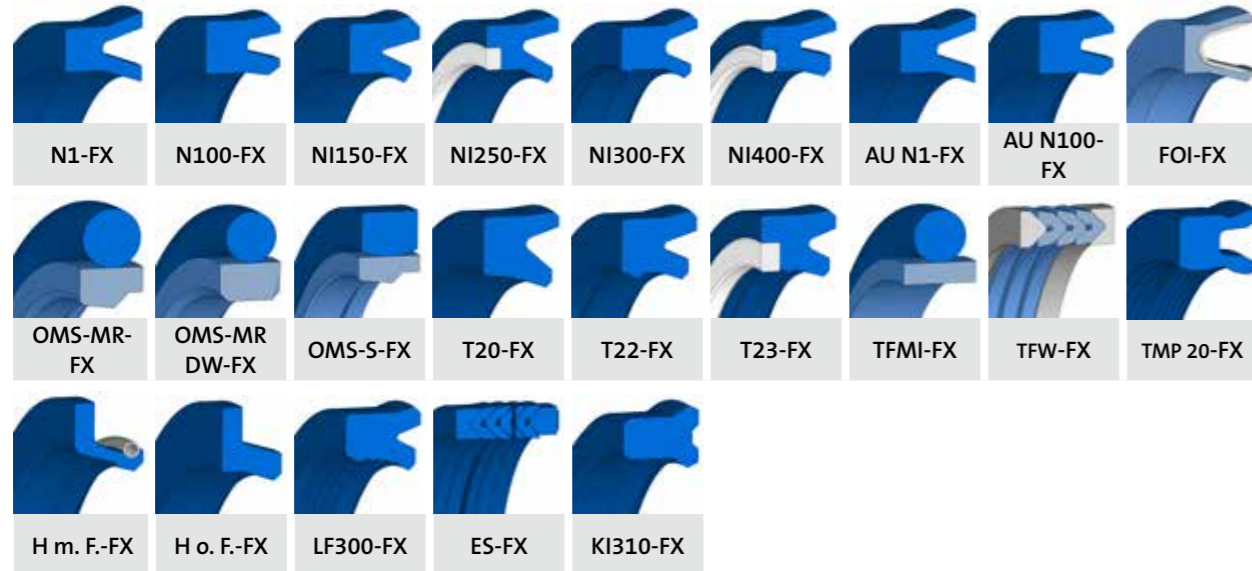 N1-FX N100-FX NI150-FX NI250-FX NI300-FX NI400-FX AU N1-FX AU N100- FOI-FX
FX
OMS-MR- OMS-MR OMS-S-FX T20-FX T22-FX T23-FX TFMI-FX TFW-FX TMP 20-FX
FX DW-FX
H m. F.-FX H o. F.-FX LF300-FX ES-FX KI310-FX